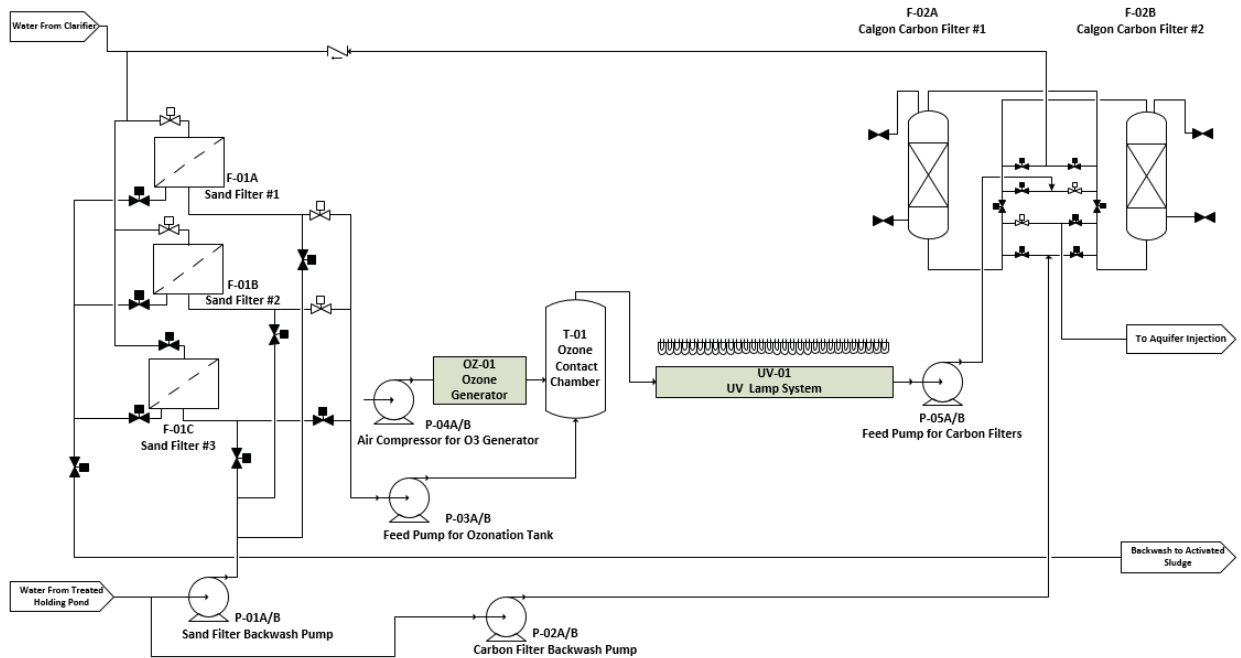 Water From Clarifier
F-02A
Calgon Carbon Filter #1
F-02B
Calgon Carbon Filter #2
F-01A
Sand Filter #1
F-01B
Sand Filter #2
F-01C
Sand Filter #3
OZ-01
Ozone
Generator
T-01
Ozone
Contact
Chamber
UV-01
UV Lamp System
To Aquifer Injection
P-04A/B
Air Compressor for O3 Generator
P-05A/B
Feed Pump for Carbon Filters
P-03A/B
Feed Pump for Ozonation Tank
Backwash to Activated
Sludge
Water From Treated
Holding Pond
P-01A/B
Sand Filter Backwash Pump
P-02A/B
Carbon Filter Backwash Pump